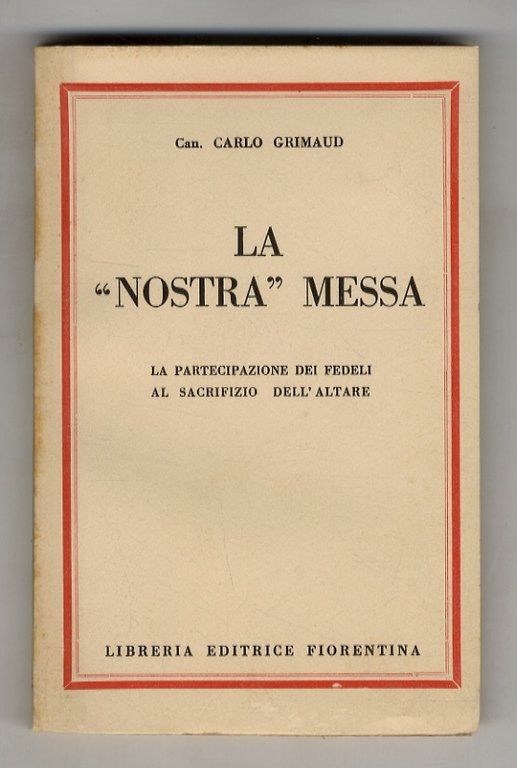 Can. CARLO GRIMAUD
LA
“NOSTRA” MESSA
LA PARTECIPAZIONE DEI FEDELI
AL SACRIFIZIO DELL'ALTARE
LIBRERIA EDITRICE FIORENTINA